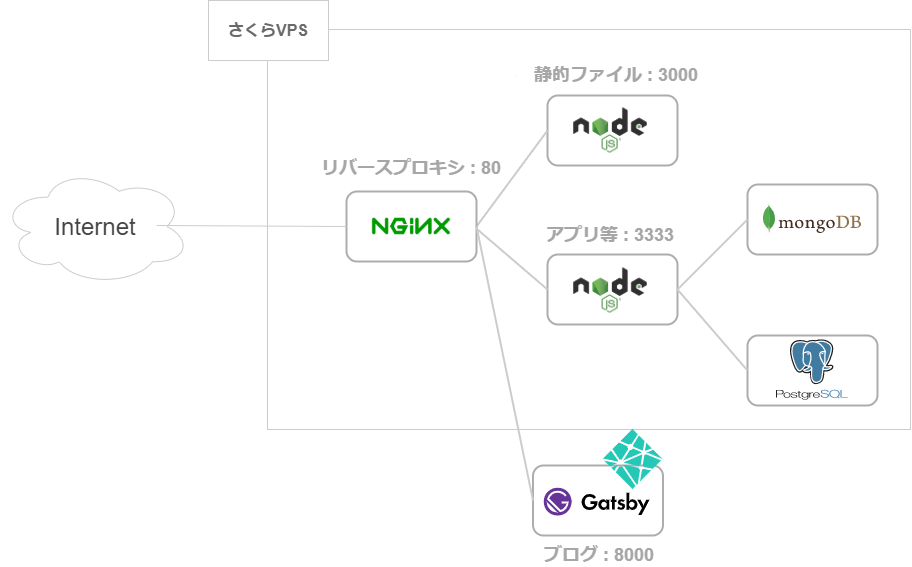 さくらVPS
静的ファイル : 3000
node
JS
リバースプロキシ : 80
NGINX
Internet
アプリ等 : 3333
node
JS
mongoDB
PostgreSQL
Gatsby
ブログ : 8000